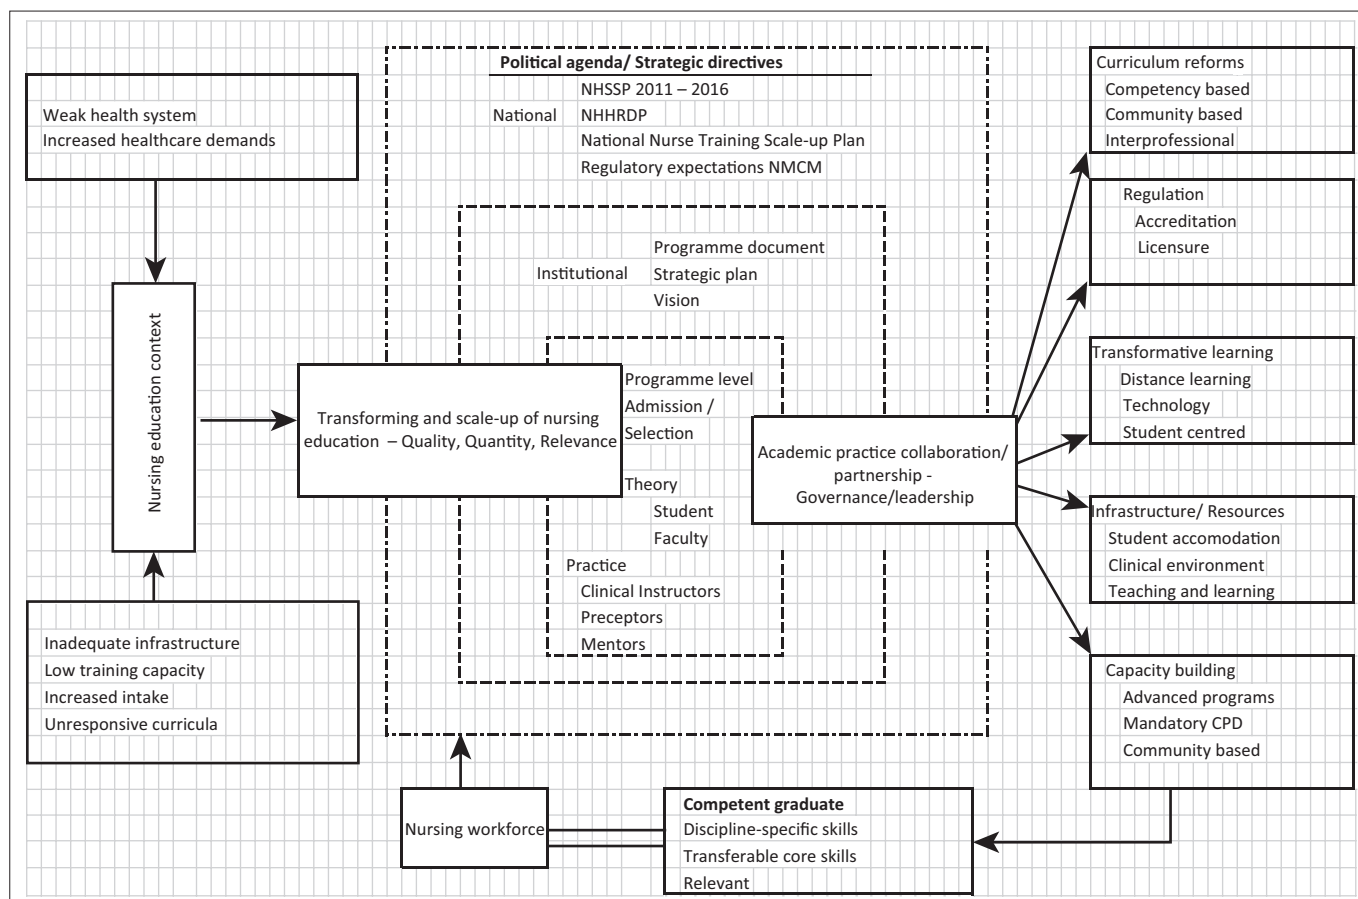 Weak health system
Increased healthcare demands
Nursing education context
Inadequate infrastructure
Low training capacity
Increased intake
Unresponsive curricula
Political agenda/ Strategic directives
NHSSP 2011 – 2016
National NHHRDP
National Nurse Training Scale-up Plan
Regulatory expectations NMCM
Programme document
Institutional Strategic plan
Vision
Transforming and scale-up of nursing
education – Quality, Quantity, Relevance
Programme level
Admission /
Selection
Theory
Student
Faculty
Practice
Clinical Instructors
Preceptors
Mentors
Academic practice collaboration/
partnership -
Governance/leadership
Curriculum reforms
Competency based
Community based
Interprofessional
Regulation
Accreditation
Licensure
Transformative learning
Distance learning
Technology
Student centred
Infrastructure/ Resources
Student accomodation
Clinical environment
Teaching and learning
Capacity building
Advanced programs
Mandatory CPD
Community based
Competent graduate
Discipline-specific skills
Transferable core skills
Relevant
Nursing workforce